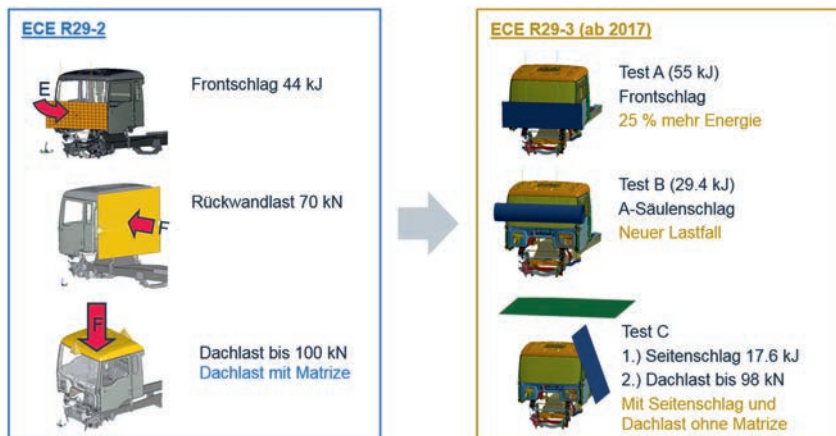 ECE R29-2
E
Frontschlag 44 kJ
F
Rückwandlast 70 kN
F
Dachlast bis 100 kN
Dachlast mit Matrize
ECE R29-3 (ab 2017)
Test A (55 kJ)
Frontschlag
25 % mehr Energie
Test B (29.4 kJ)
A-Säulenschlag
Neuer Lastfall
Test C
1.) Seitenschlag 17.6 kJ
2.) Dachlast bis 98 kN
Mit Seitenschlag und
Dachlast ohne Matrize